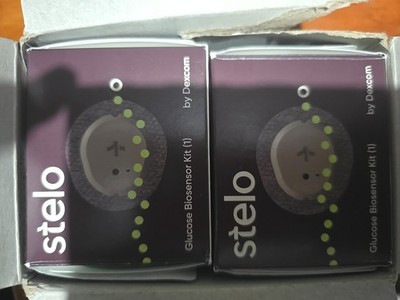 stelo
by Dexcom
Glucose Biosensor Kit (1)
stelo
by Dexcom
Glucose Biosensor Kit (1)